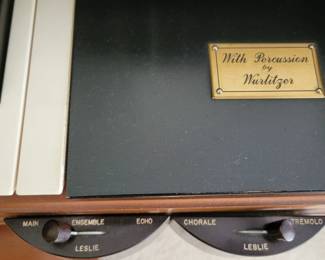 With Percussion
by
Wurlitzer
MAIN ENSEMBLE ECHO
LESLIE
CHORALE TREMOLO
LESLIE